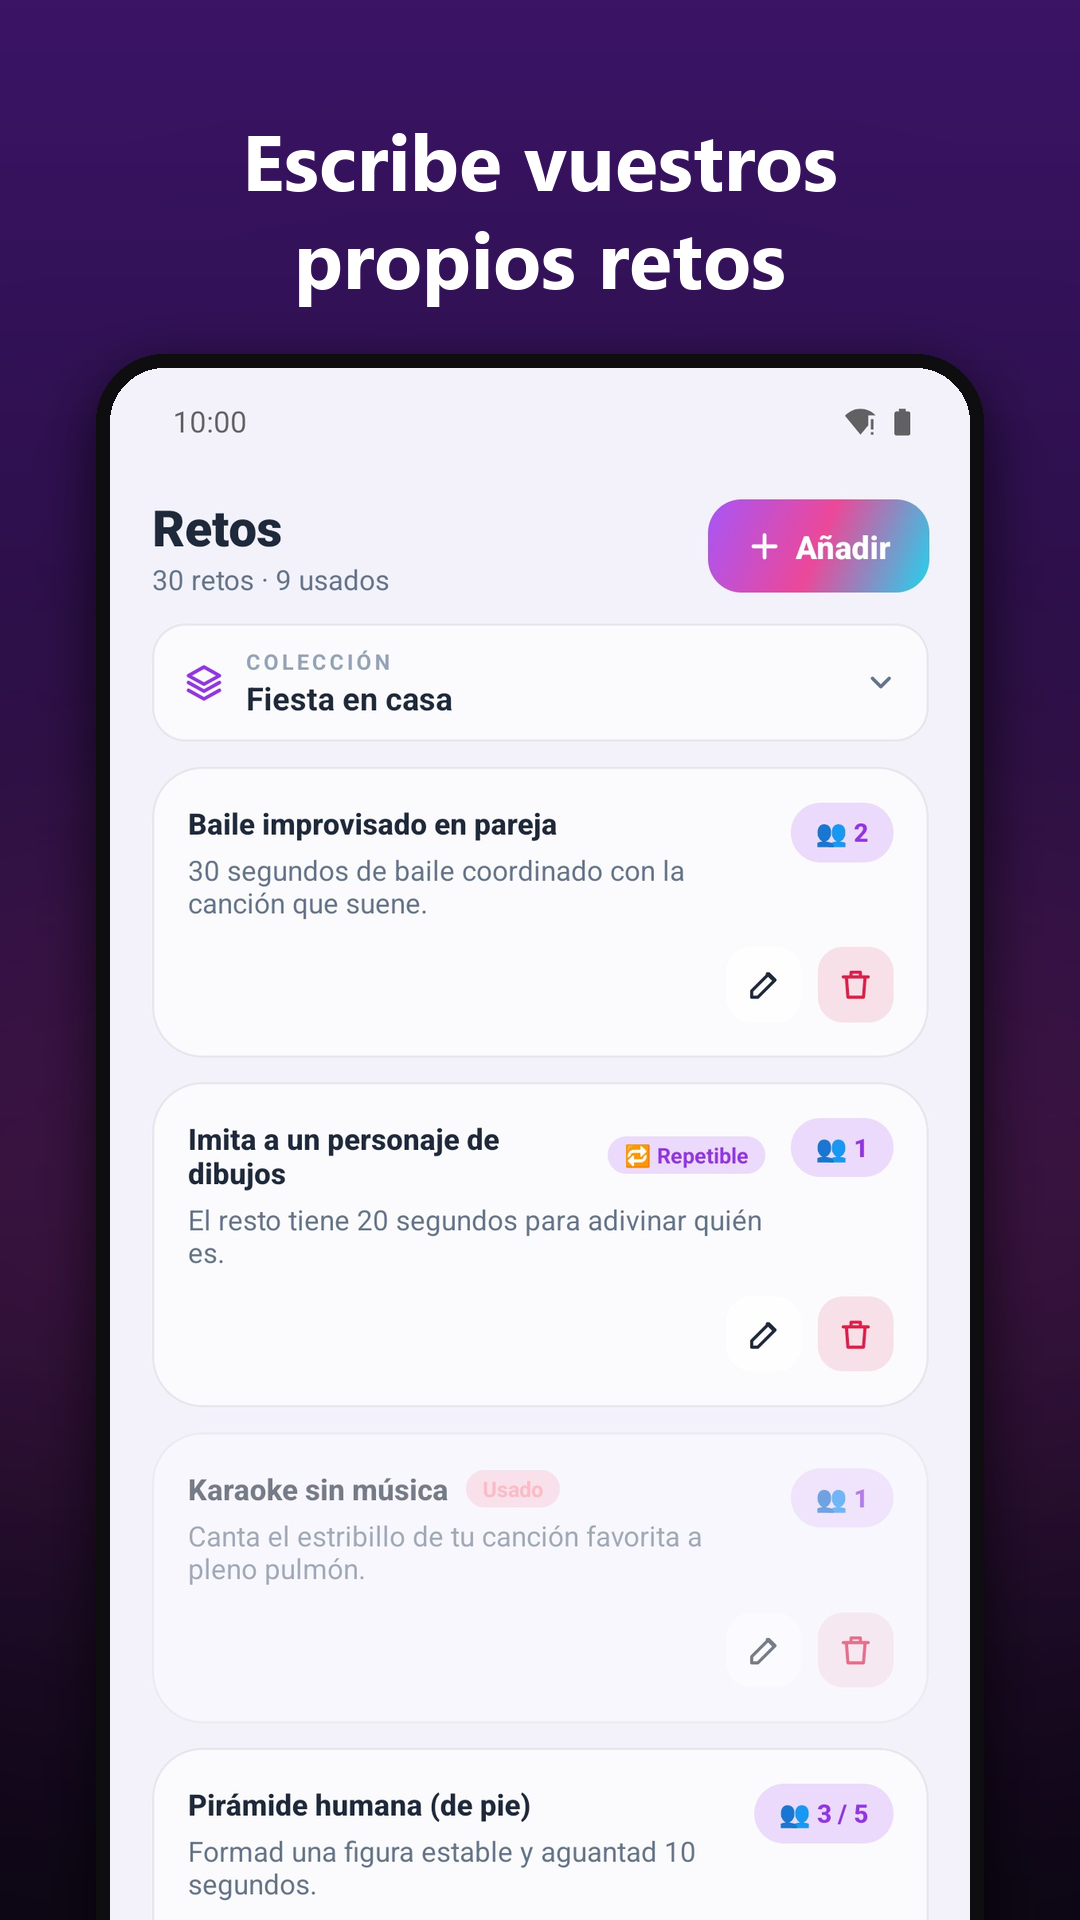 Escribe vuestros
propios retos
10:00
Retos
30 retos · 9 usados
+ Añadir
COLECCIÓN
Fiesta en casa
Baile improvisado en pareja
👥 2
30 segundos de baile coordinado con la
canción que suene.
Imita a un personaje de
dibujos
🔁 Repetible
👥 1
El resto tiene 20 segundos para adivinar quién
es.
Karaoke sin música
Usado
👥 1
Canta el estribillo de tu canción favorita a
pleno pulmón.
Pirámide humana (de pie)
👥 3 / 5
Formad una figura estable y aguantad 10
segundos.